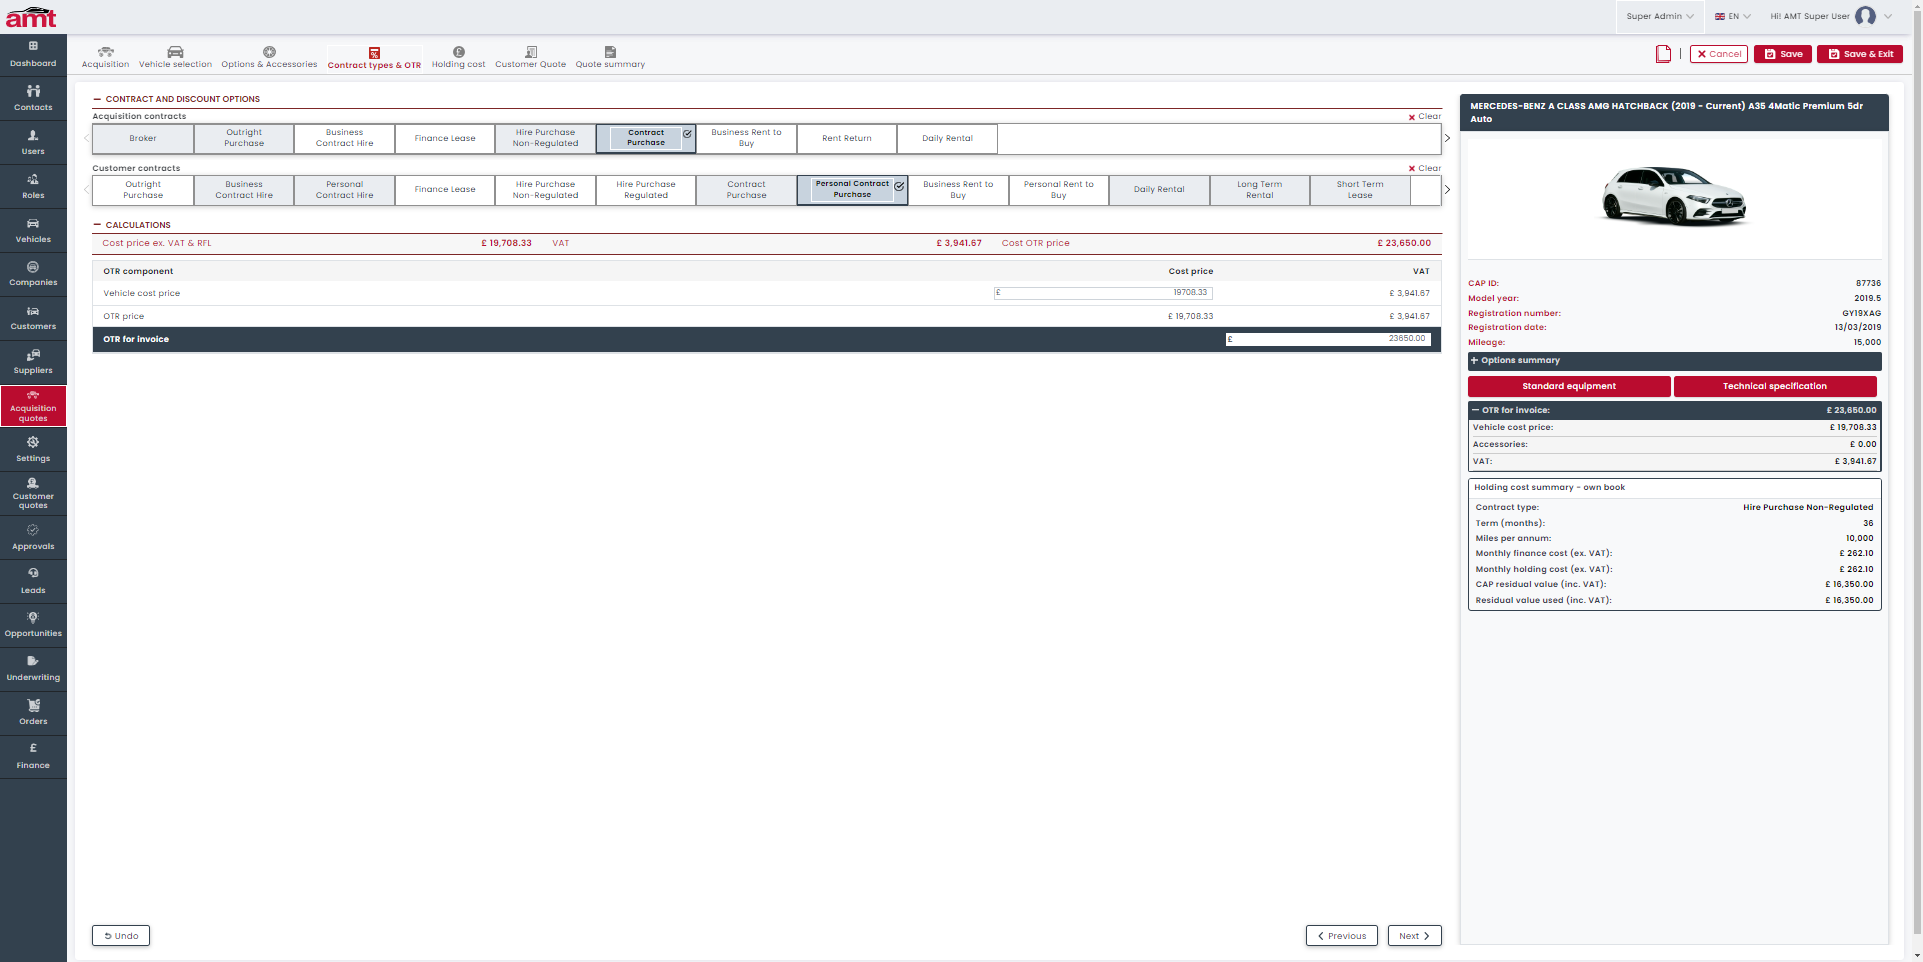 amt
Super Admin
EN
Hi! AMT Super User
Dashboard
Contacts
Users
Roles
Vehicles
Companies
Customers
Suppliers
Acquisition
quotes
Settings
Customer
quotes
Approvals
Leads
Opportunities
Underwriting
Orders
Finance
Acquisition
Vehicle selection
Options & Accessories
Contract types & OTR
Holding cost
Customer Quote
Quote summary
Cancel
Save
Save & Exit
CONTRACT AND DISCOUNT OPTIONS
Acquisition contracts
Clear
Broker
Outright
Purchase
Business
Contract Hire
Finance Lease
Hire Purchase
Non-Regulated
Contract
Purchase
Business Rent to
Buy
Rent Return
Daily Rental
Customer contracts
Clear
Outright
Purchase
Business
Contract Hire
Personal
Contract Hire
Finance Lease
Hire Purchase
Non-Regulated
Hire Purchase
Regulated
Contract
Purchase
Personal Contract
Purchase
Business Rent to
Buy
Personal Rent to
Buy
Daily Rental
Long Term
Rental
Short Term
Lease
CALCULATIONS
Cost price ex. VAT & RFL £ 19,708.33 VAT £ 3,941.67 Cost OTR price £ 23,650.00
OTR component Cost price VAT
Vehicle cost price £ 19708.33 £ 3,941.67
OTR price £ 19,708.33 £ 3,941.67
OTR for invoice £ 23650.00
Undo
Previous
Next
MERCEDES-BENZ A CLASS AMG HATCHBACK (2019 - Current) A35 4Matic Premium 5dr
Auto
CAP ID: 87736
Model year: 2019.5
Registration number: GY19XAG
Registration date: 13/03/2019
Mileage: 15,000
Options summary
Standard equipment
Technical specification
OTR for invoice: £ 23,650.00
Vehicle cost price: £ 19,708.33
Accessories: £ 0.00
VAT: £ 3,941.67
Holding cost summary - own book
Contract type: Hire Purchase Non-Regulated
Term (months): 36
Miles per annum: 10,000
Monthly finance cost (ex. VAT): £ 262.10
Monthly holding cost (ex. VAT): £ 262.10
CAP residual value (inc. VAT): £ 16,350.00
Residual value used (inc. VAT): £ 16,350.00